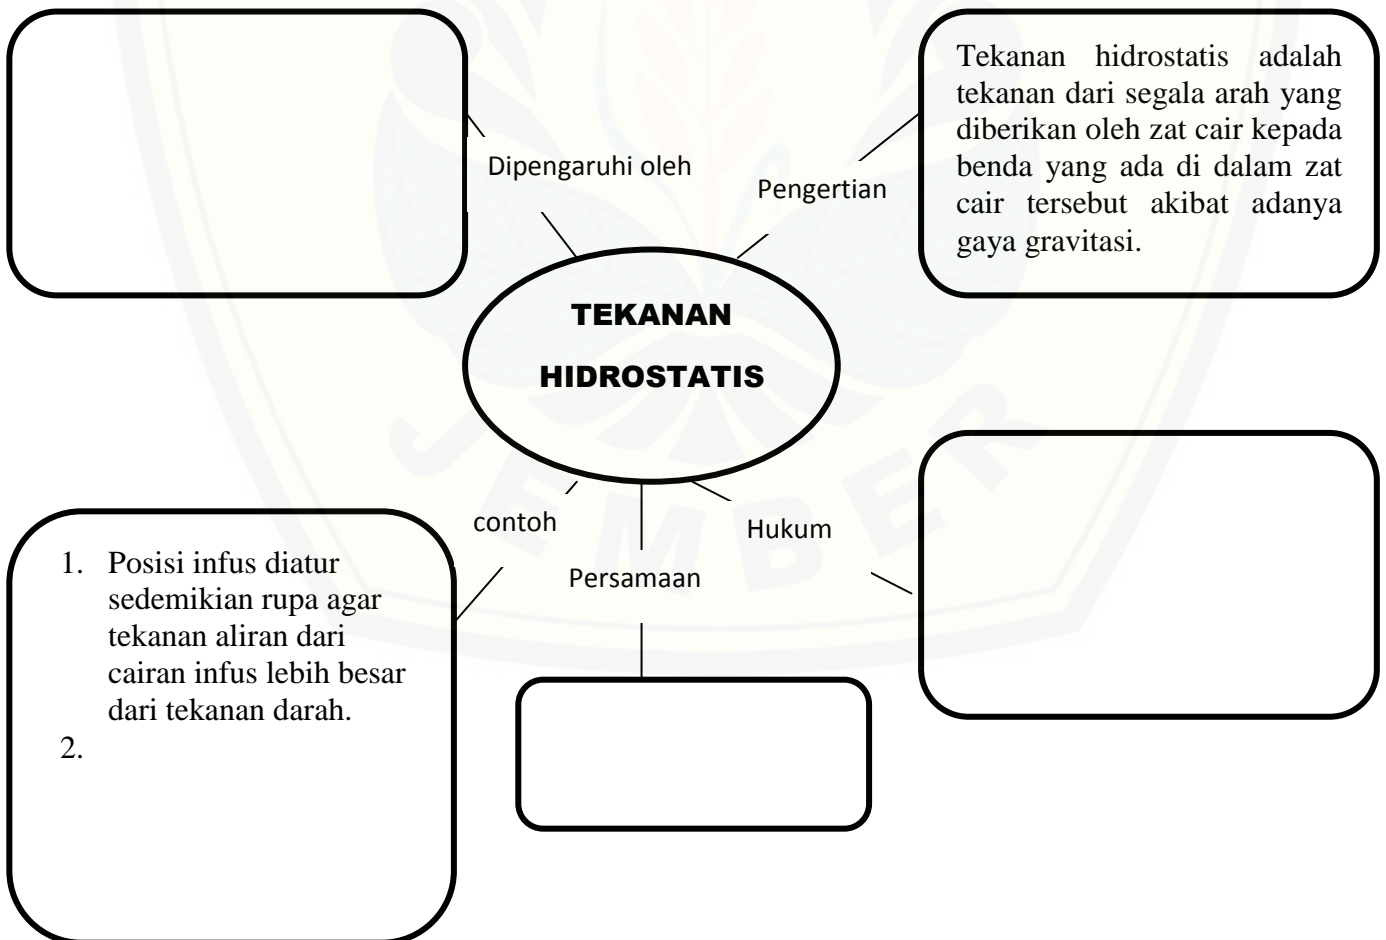 Tekanan hidrostatis adalah
tekanan dari segala arah yang
diberikan oleh zat cair kepada
benda yang ada di dalam zat
cair tersebut akibat adanya
gaya gravitasi.
Dipengaruhi oleh
Pengertian
TEKANAN
HIDROSTATIS
contoh
Persamaan
Hukum
1. Posisi infus diatur
sedemikian rupa agar
tekanan aliran dari
cairan infus lebih besar
dari tekanan darah.
2.
JEMBER